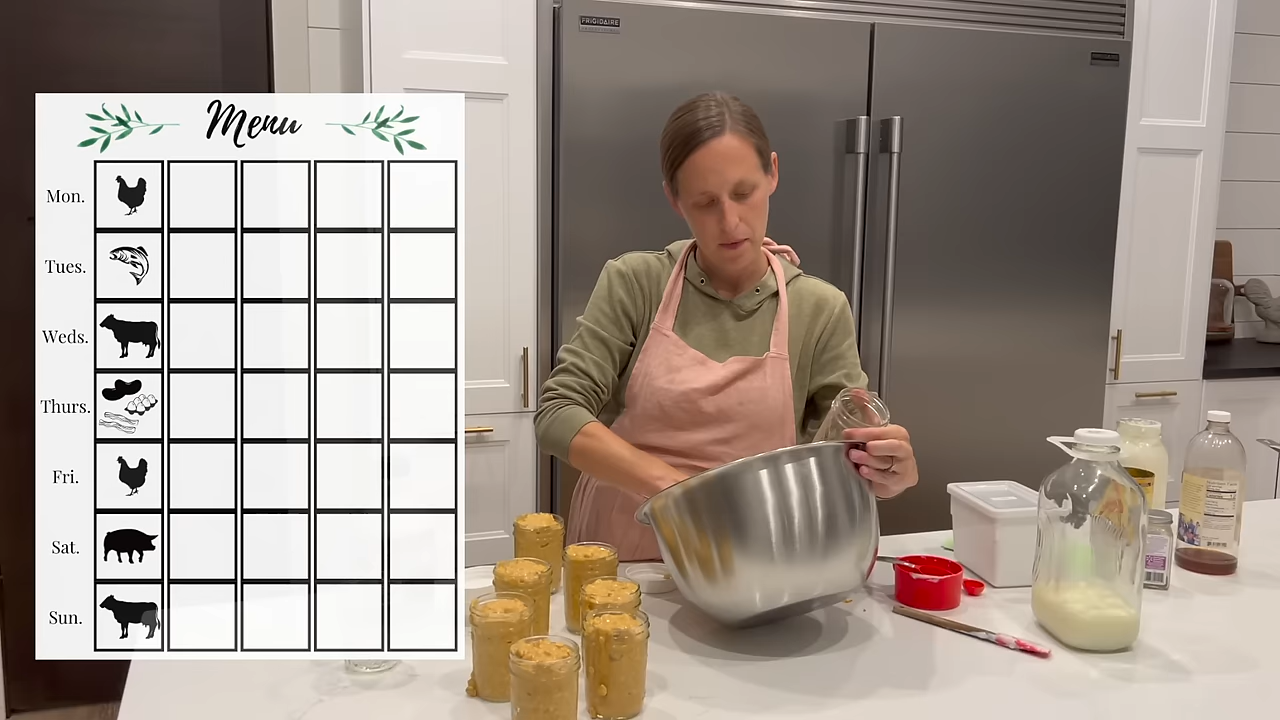 FRIGIDAIRE
Menu
Mon.
Tues.
Weds.
Thurs.
Fri.
Sat.
Sun.